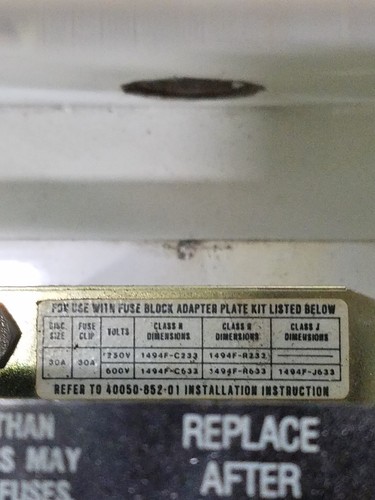 FOR USE WITH FUSE BLOCK ADAPTER PLATE KIT LISTED BELOW
DISC. SIZE FUSE CLIP VOLTS CLASS H DIMENSIONS CLASS R DIMENSIONS CLASS J DIMENSIONS
30A 30A 250V 1494F-C233 1494F-R233
600V 1494F-C633 1494F-R633 1494F-J633
REFER TO 40050-852-01 INSTALLATION INSTRUCTION
THAN REPLACE
S MAY AFTER
FUSES